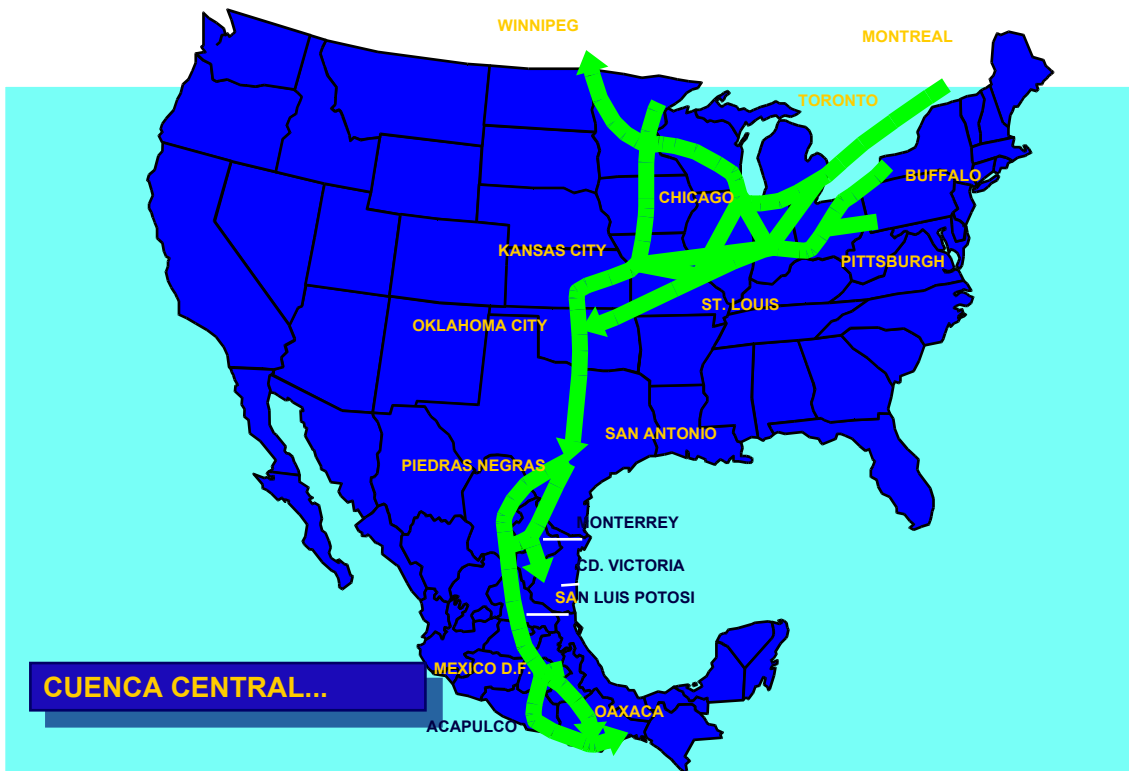 WINNIPEG
MONTREAL
TORONTO
BUFFALO
CHICAGO
KANSAS CITY
PITTSBURGH
ST. LOUIS
OKLAHOMA CITY
SAN ANTONIO
PIEDRAS NEGRAS
MONTERREY
CD. VICTORIA
SAN LUIS POTOSI
MEXICO D.F.
CUENCA CENTRAL...
OAXACA
ACAPULCO